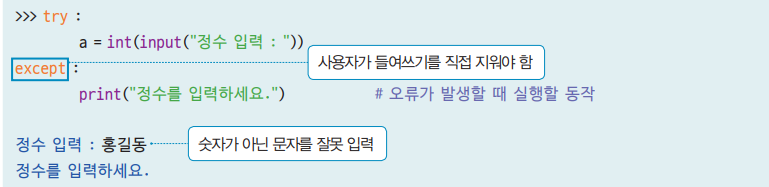 >>> try :
a = int(input("정수 입력 : "))
except :
사용자가 들여쓰기를 직접 지워야 함
print("정수를 입력하세요.") # 오류가 발생할 때 실행할 동작
정수 입력 : 홍길동
숫자가 아닌 문자를 잘못 입력
정수를 입력하세요.